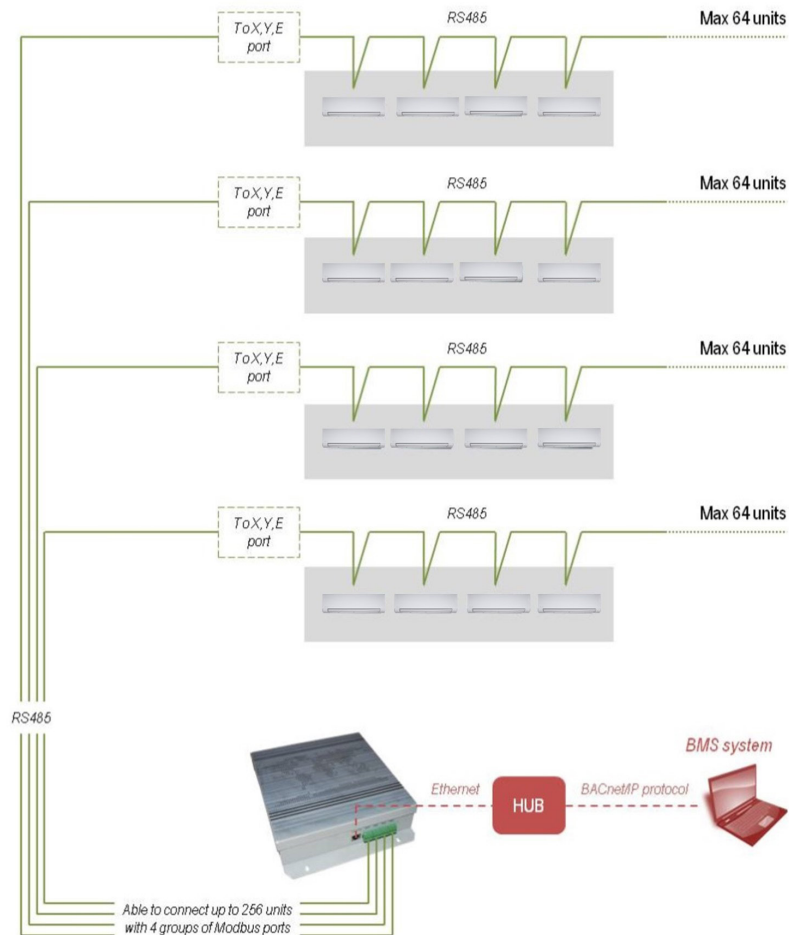 To X,Y,E
port
RS485
Max 64 units
To X,Y,E
port
RS485
Max 64 units
To X,Y,E
port
RS485
Max 64 units
To X,Y,E
port
RS485
Max 64 units
RS485
BMS system
Ethernet
HUB
BACnet/IP protocol
Able to connect up to 256 units
with 4 groups of Modbus ports